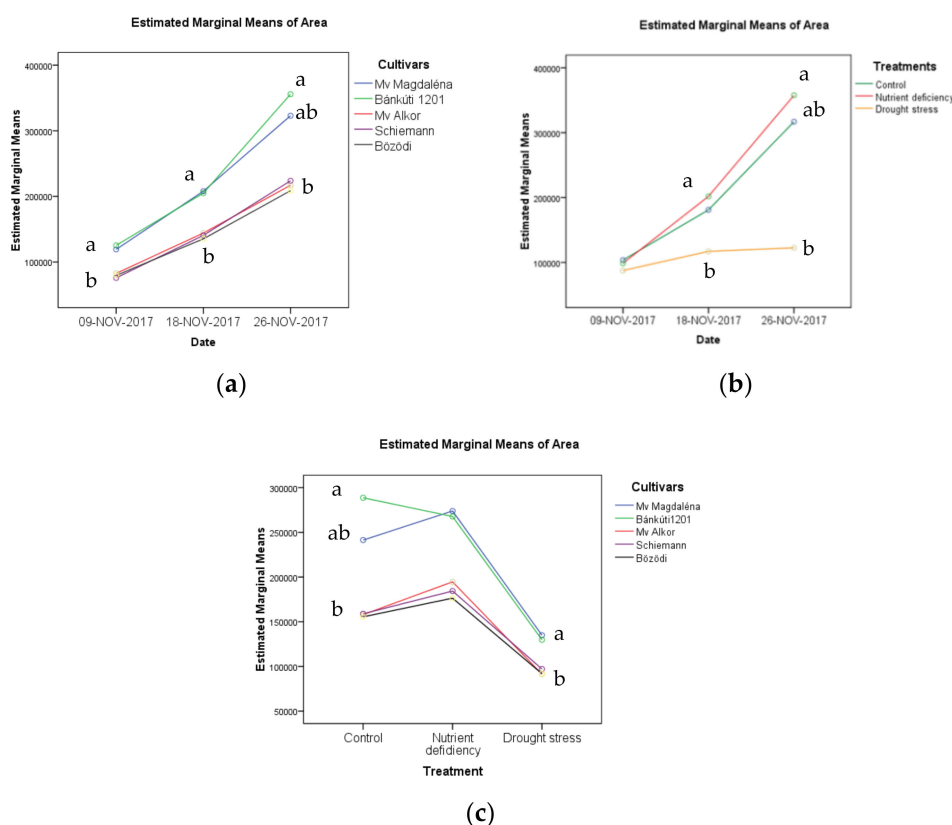 Estimated Marginal Means of Area
Estimated Marginal Means
400000
300000
200000
100000
a
b
a
b
a
ab
b
09-NOV-2017 18-NOV-2017 26-NOV-2017
Date
Cultivars
Mv Magdaléna
Bánkúti 1201
Mv Alkor
Schiemann
Bözödi
(a)
Estimated Marginal Means of Area
Estimated Marginal Means
400000
300000
200000
100000
a
b
a
ab
b
09-NOV-2017 18-NOV-2017 26-NOV-2017
Date
Treatments
Control
Nutrient deficiency
Drought stress
(b)
Estimated Marginal Means of Area
Estimated Marginal Means
300000
250000
200000
150000
100000
50000
a
ab
b
a
b
Control Nutrient defidiency Drought stress
Treatment
Cultivars
Mv Magdaléna
Bánkúti1201
Mv Alkor
Schiemann
Bözödi
(c)